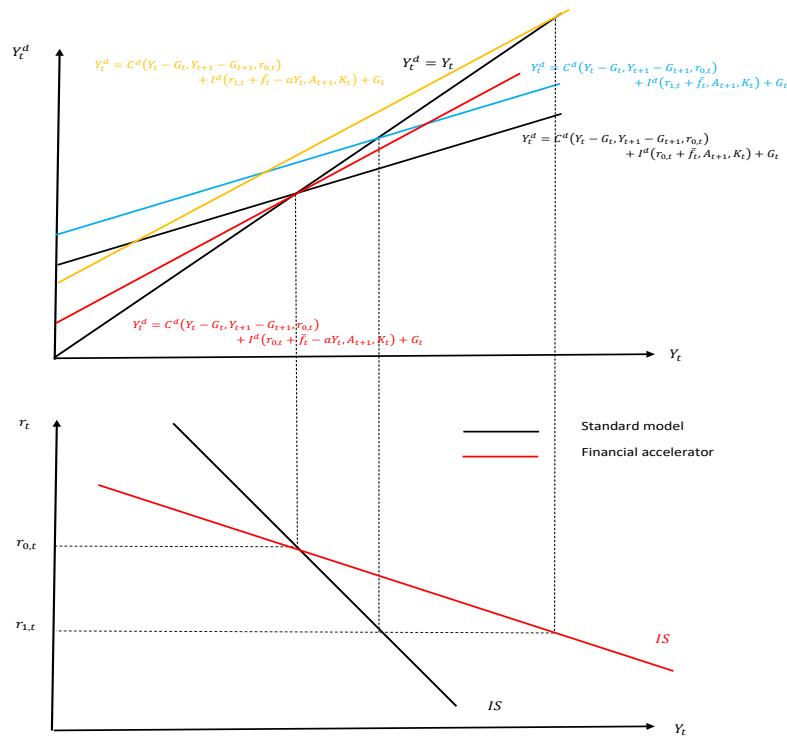 Y_t^d
Y_t^d = C^d(Y_t − G_t, Y_{t+1} − G_{t+1}, r_{0,t})
+ I^d(r_{1,t} + f̄_t − aY_t, A_{t+1}, K_t) + G_t
Y_t^d = Y_t
Y_t^d = C^d(Y_t − G_t, Y_{t+1} − G_{t+1}, r_{0,t})
+ I^d(r_{1,t} + f̄_t, A_{t+1}, K_t) + G_t
Y_t^d = C^d(Y_t − G_t, Y_{t+1} − G_{t+1}, r_{0,t})
+ I^d(r_{0,t} + f̄_t, A_{t+1}, K_t) + G_t
Y_t^d = C^d(Y_t − G_t, Y_{t+1} − G_{t+1}, r_{0,t})
+ I^d(r_{0,t} + f̄_t − aY_t, A_{t+1}, K_t) + G_t
Y_t
r_t
Standard model
Financial accelerator
r_{0,t}
r_{1,t}
IS
IS
Y_t